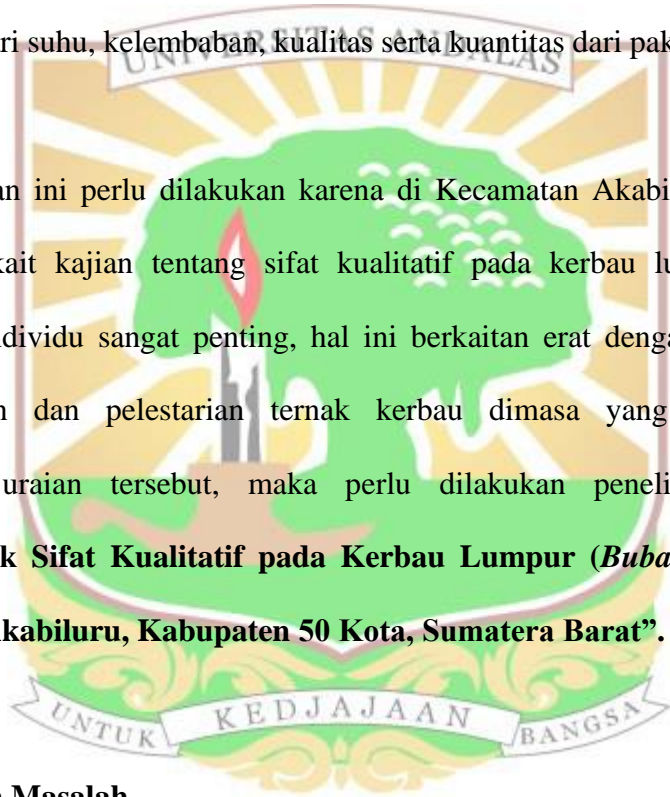 ri suhu, kelembaban, kualitas serta kuantitas dari pak
UNIVERSITAS ANDALAS
an ini perlu dilakukan karena di Kecamatan Akabi
kait kajian tentang sifat kualitatif pada kerbau lu
ndividu sangat penting, hal ini berkaitan erat denga
n dan pelestarian ternak kerbau dimasa yang
uraian tersebut, maka perlu dilakukan peneli
k Sifat Kualitatif pada Kerbau Lumpur (Buba
Akabiluru, Kabupaten 50 Kota, Sumatera Barat”.
UNTUK KEDJAJAAN BANGSA
Masalah